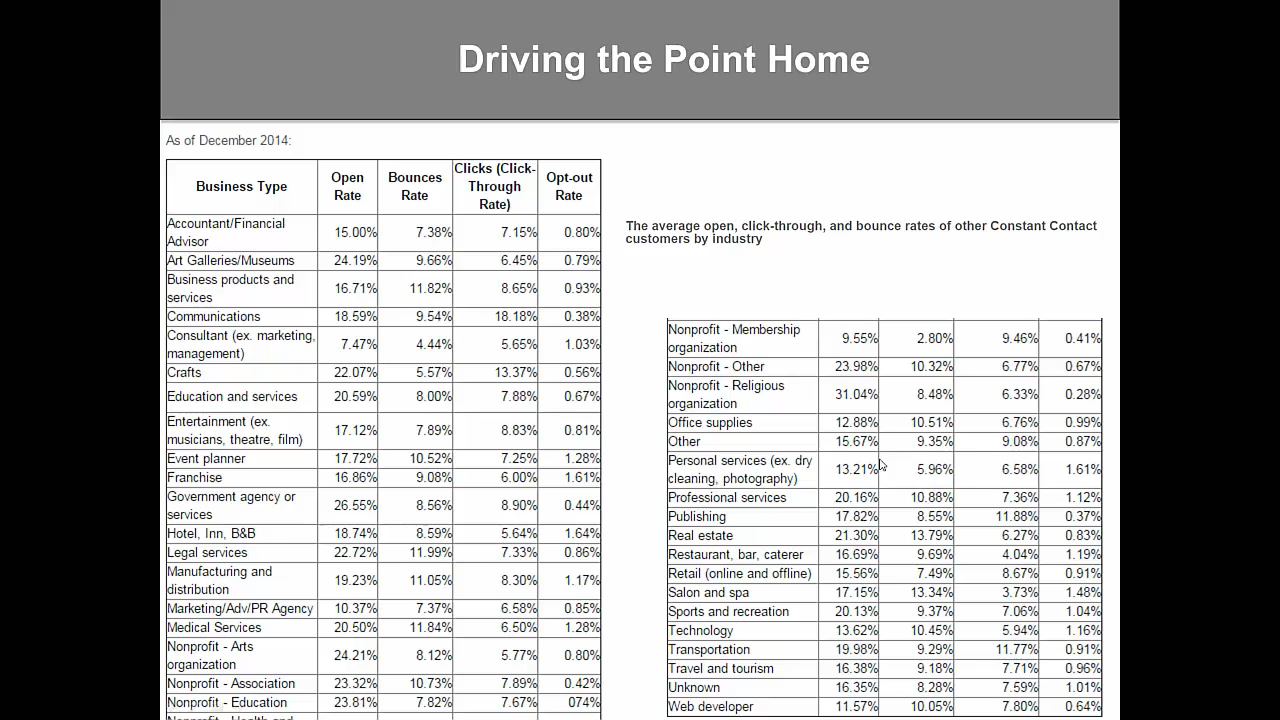 Driving the Point Home
As of December 2014:
Business Type Open Rate Bounces Rate Clicks (Click-Through Rate) Opt-out Rate
Accountant/Financial Advisor 15.00% 7.38% 7.15% 0.80%
Art Galleries/Museums 24.19% 9.66% 6.45% 0.79%
Business products and services 16.71% 11.82% 8.65% 0.93%
Communications 18.59% 9.54% 18.18% 0.38%
Consultant (ex. marketing, management) 7.47% 4.44% 5.65% 1.03%
Crafts 22.07% 5.57% 13.37% 0.56%
Education and services 20.59% 8.00% 7.88% 0.67%
Entertainment (ex. musicians, theatre, film) 17.12% 7.89% 8.83% 0.81%
Event planner 17.72% 10.52% 7.25% 1.28%
Franchise 16.86% 9.08% 6.00% 1.61%
Government agency or services 26.55% 8.56% 8.90% 0.44%
Hotel, Inn, B&B 18.74% 8.59% 5.64% 1.64%
Legal services 22.72% 11.99% 7.33% 0.86%
Manufacturing and distribution 19.23% 11.05% 8.30% 1.17%
Marketing/Adv/PR Agency 10.37% 7.37% 6.58% 0.85%
Medical Services 20.50% 11.84% 6.50% 1.28%
Nonprofit - Arts organization 24.21% 8.12% 5.77% 0.80%
Nonprofit - Association 23.32% 10.73% 7.89% 0.42%
Nonprofit - Education 23.81% 7.82% 7.67% 074%
Nonprofit - Health and
The average open, click-through, and bounce rates of other Constant Contact
customers by industry
Nonprofit - Membership organization 9.55% 2.80% 9.46% 0.41%
Nonprofit - Other 23.98% 10.32% 6.77% 0.67%
Nonprofit - Religious organization 31.04% 8.48% 6.33% 0.28%
Office supplies 12.88% 10.51% 6.76% 0.99%
Other 15.67% 9.35% 9.08% 0.87%
Personal services (ex. dry cleaning, photography) 13.21% 5.96% 6.58% 1.61%
Professional services 20.16% 10.88% 7.36% 1.12%
Publishing 17.82% 8.55% 11.88% 0.37%
Real estate 21.30% 13.79% 6.27% 0.83%
Restaurant, bar, caterer 16.69% 9.69% 4.04% 1.19%
Retail (online and offline) 15.56% 7.49% 8.67% 0.91%
Salon and spa 17.15% 13.34% 3.73% 1.48%
Sports and recreation 20.13% 9.37% 7.06% 1.04%
Technology 13.62% 10.45% 5.94% 1.16%
Transportation 19.98% 9.29% 11.77% 0.91%
Travel and tourism 16.38% 9.18% 7.71% 0.96%
Unknown 16.35% 8.28% 7.59% 1.01%
Web developer 11.57% 10.05% 7.80% 0.64%